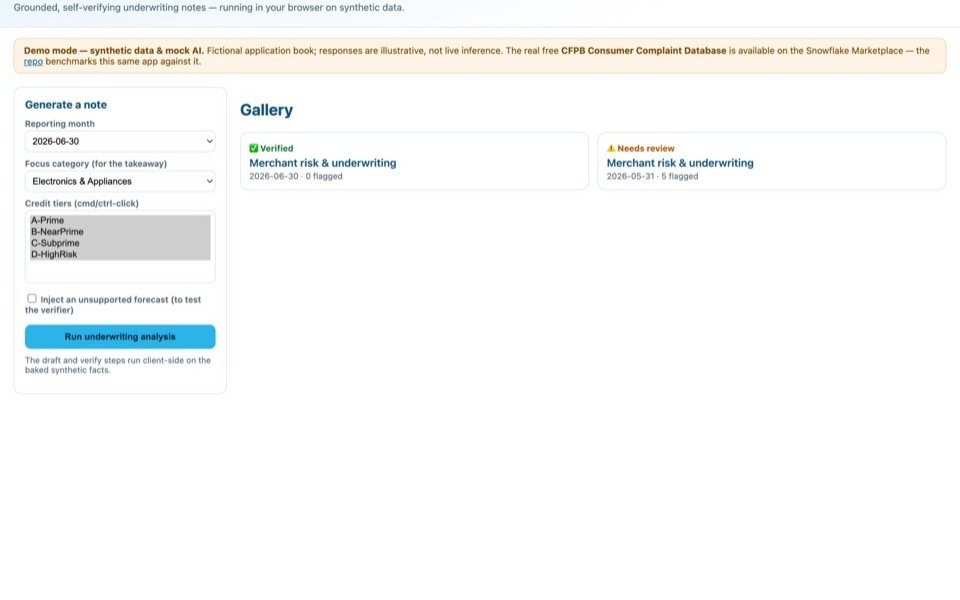 Grounded, self-verifying underwriting notes — running in your browser on synthetic data.
Demo mode — synthetic data & mock AI. Fictional application book; responses are illustrative, not live inference. The real free CFPB Consumer Complaint Database is available on the Snowflake Marketplace — the
repo benchmarks this same app against it.
Generate a note
Reporting month
2026-06-30
Focus category (for the takeaway)
Electronics & Appliances
Credit tiers (cmd/ctrl-click)
A-Prime
B-NearPrime
C-Subprime
D-HighRisk
Inject an unsupported forecast (to test
the verifier)
Run underwriting analysis
The draft and verify steps run client-side on the
baked synthetic facts.
Gallery
✅ Verified
Merchant risk & underwriting
2026-06-30 · 0 flagged
⚠️ Needs review
Merchant risk & underwriting
2026-05-31 · 5 flagged